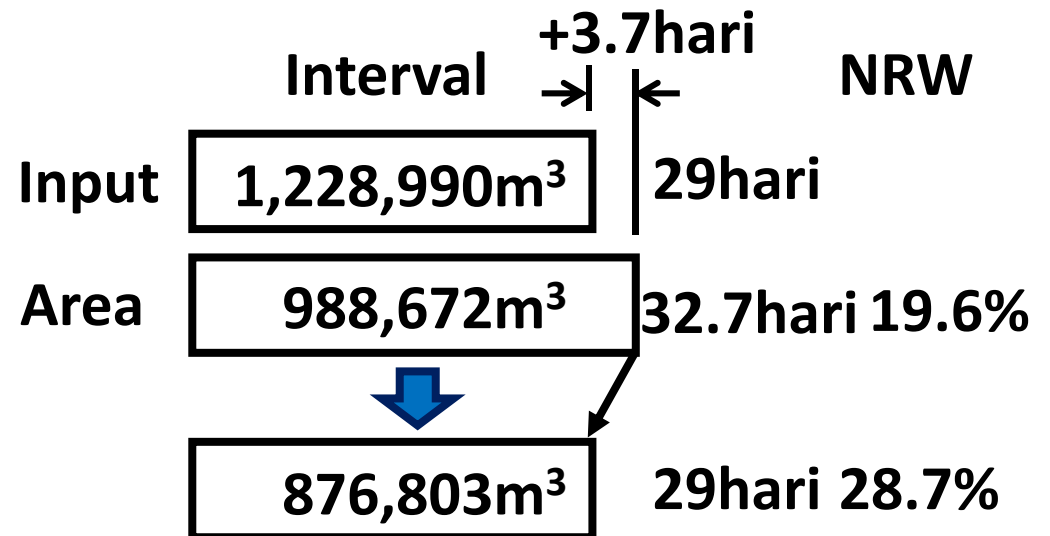 +3.7hari
Interval NRW
Input 1,228,990m³ 29hari
Area 988,672m³ 32.7hari 19.6%
876,803m³ 29hari 28.7%